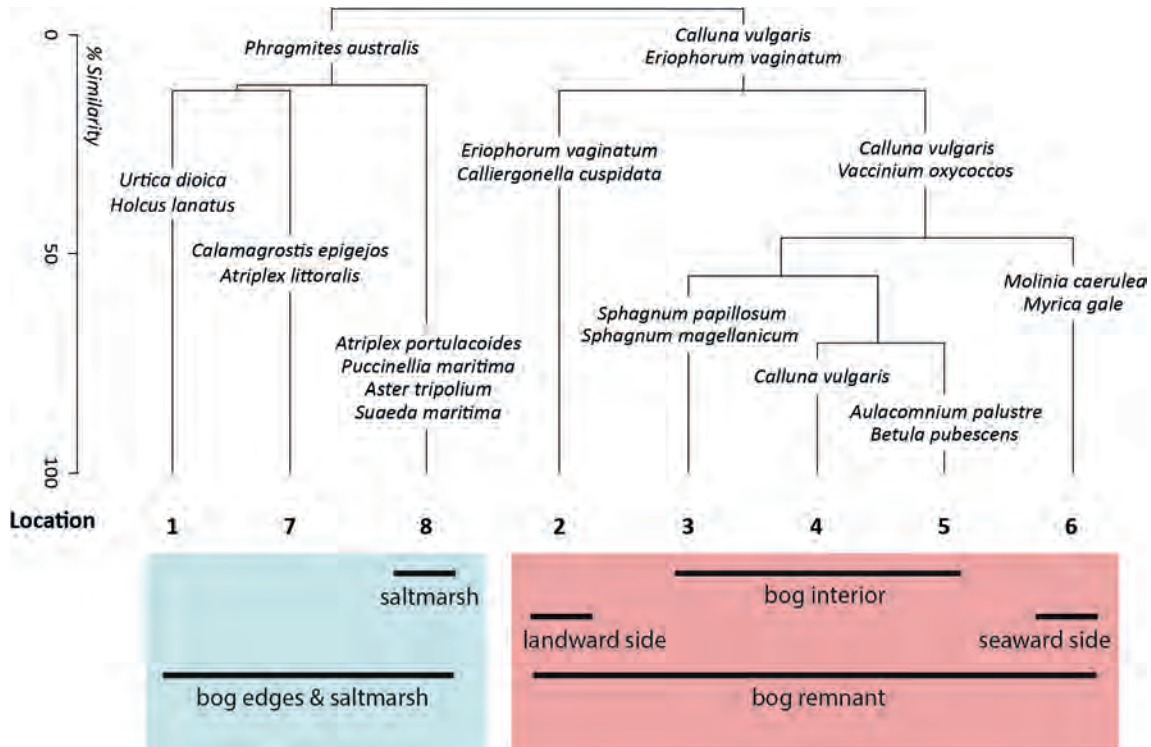 0
50
100
% Similarity
Phragmites australis
Calluna vulgaris
Eriophorum vaginatum
Urtica dioica
Holcus lanatus
Calamagrostis epigejos
Atriplex littoralis
Atriplex portulacoides
Puccinellia maritima
Aster tripolium
Suaeda maritima
Eriophorum vaginatum
Calliergonella cuspidata
Calluna vulgaris
Vaccinium oxycoccos
Sphagnum papillosum
Sphagnum magellanicum
Calluna vulgaris
Aulacomnium palustre
Betula pubescens
Molinia caerulea
Myrica gale
Location 1 7 8 2 3 4 5 6
saltmarsh
bog interior
landward side
seaward side
bog edges & saltmarsh
bog remnant